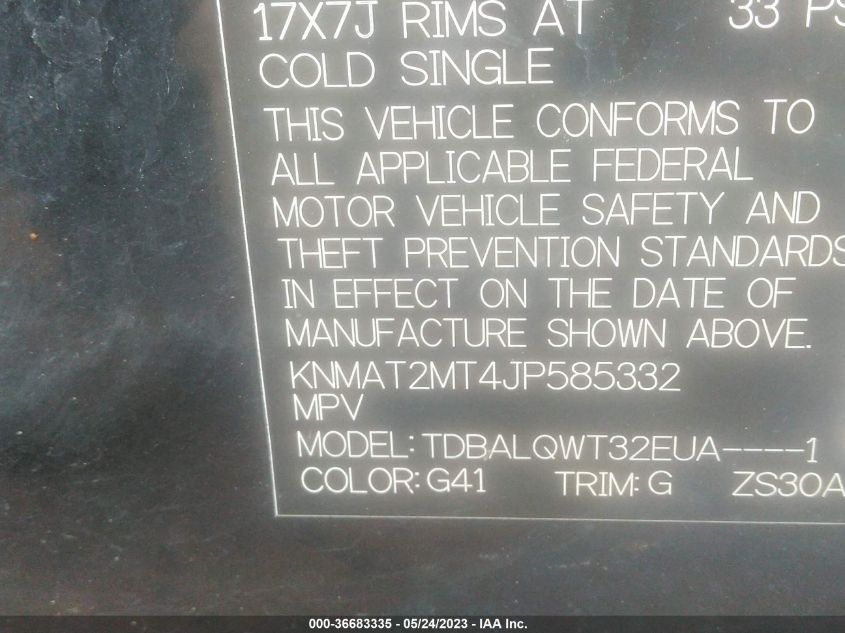 17X7J RIMS AT 33 PS
COLD SINGLE
THIS VEHICLE CONFORMS TO
ALL APPLICABLE FEDERAL
MOTOR VEHICLE SAFETY AND
THEFT PREVENTION STANDARDS
IN EFFECT ON THE DATE OF
MANUFACTURE SHOWN ABOVE.
KNMAT2MT4JP585332
MPV
MODEL: TDBALQWT32EUA----1
COLOR: G41 TRIM: G ZS30A
000-36683335 - 05/24/2023 - IAA Inc.